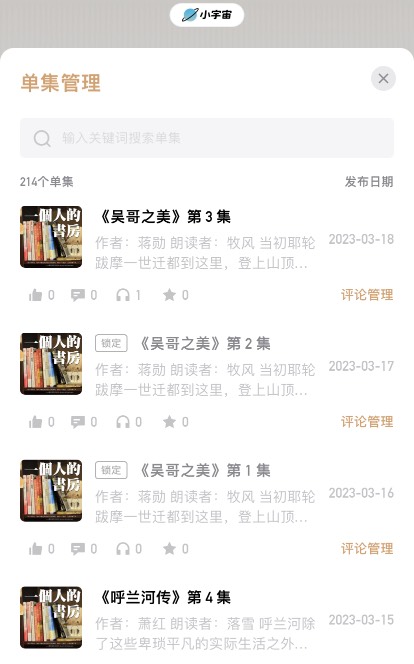 小宇宙
单集管理
输入关键词搜索单集
214个单集 发布日期
一個人的
書房
《吴哥之美》第 3 集
作者：蒋勋 朗读者：牧风 当初耶轮 2023-03-18
跋摩一世迁都到这里，登上山顶...
0 0 1 0 评论管理
一個人的
書房
锁定 《吴哥之美》第 2 集
作者：蒋勋 朗读者：牧风 当初耶轮 2023-03-17
跋摩一世迁都到这里，登上山顶...
0 0 0 0 评论管理
一個人的
書房
锁定 《吴哥之美》第 1 集
作者：蒋勋 朗读者：牧风 当初耶轮 2023-03-16
跋摩一世迁都到这里，登上山顶...
0 0 0 0 评论管理
一個人的
書房
《呼兰河传》第 4 集
作者：萧红 朗读者：落雪 呼兰河除 2023-03-15
了这些卑琐平凡的实际生活之外...